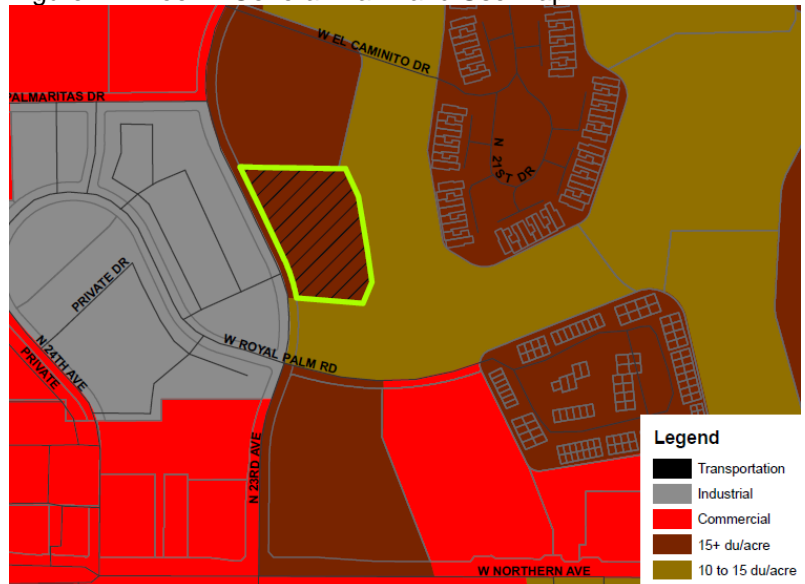 W EL CAMINITO DR
PALMARITAS DR
N 21ST DR
PRIVATE DR
W ROYAL PALM RD
N 24TH AVE
PRIVATE
N 23RD AVE
W NORTHERN AVE
Legend
Transportation
Industrial
Commercial
15+ du/acre
10 to 15 du/acre